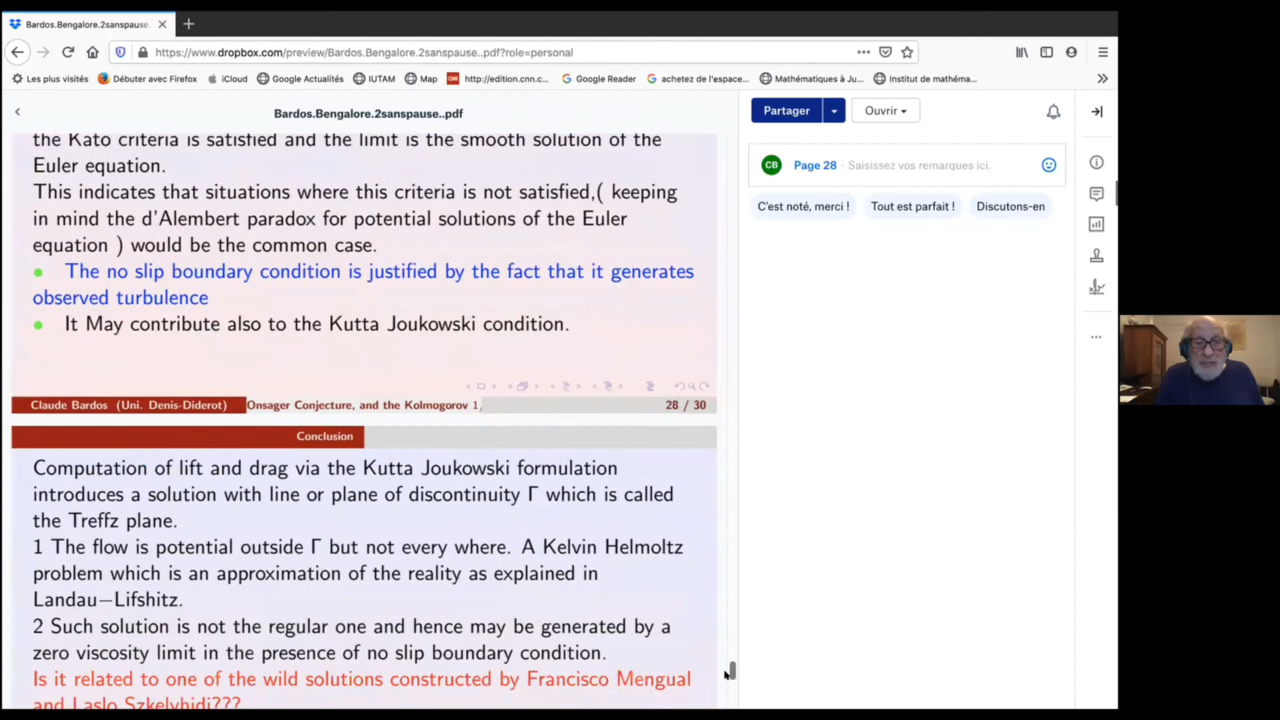 Bardos.Bengalore.2sanspause.
https://www.dropbox.com/preview/Bardos.Bengalore.2sanspause..pdf?role=personal
Les plus visités
Débuter avec Firefox
iCloud
Google Actualités
IUTAM
Map
http://edition.cnn.c...
Google Reader
achetez de l'espace...
Mathématiques à Ju...
Institut de mathéma...
Bardos.Bengalore.2sanspause..pdf
Partager
Ouvrir
the Kato criteria is satisfied and the limit is the smooth solution of the
Euler equation.
This indicates that situations where this criteria is not satisfied,( keeping
in mind the d'Alembert paradox for potential solutions of the Euler
equation ) would be the common case.
The no slip boundary condition is justified by the fact that it generates
observed turbulence
It May contribute also to the Kutta Joukowski condition.
Claude Bardos (Uni. Denis-Diderot)
Onsager Conjecture, and the Kolmogorov 1/
28 / 30
Conclusion
Computation of lift and drag via the Kutta Joukowski formulation
introduces a solution with line or plane of discontinuity Γ which is called
the Treffz plane.
1 The flow is potential outside Γ but not every where. A Kelvin Helmoltz
problem which is an approximation of the reality as explained in
Landau−Lifshitz.
2 Such solution is not the regular one and hence may be generated by a
zero viscosity limit in the presence of no slip boundary condition.
Is it related to one of the wild solutions constructed by Francisco Mengual
and Laslo Szkelyhidi???
CB
Page 28
Saisissez vos remarques ici.
C'est noté, merci !
Tout est parfait !
Discutons-en